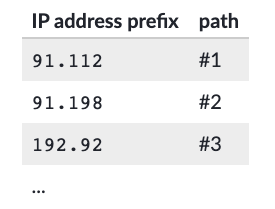 IP address prefix path
91.112 #1
91.198 #2
192.92 #3
...